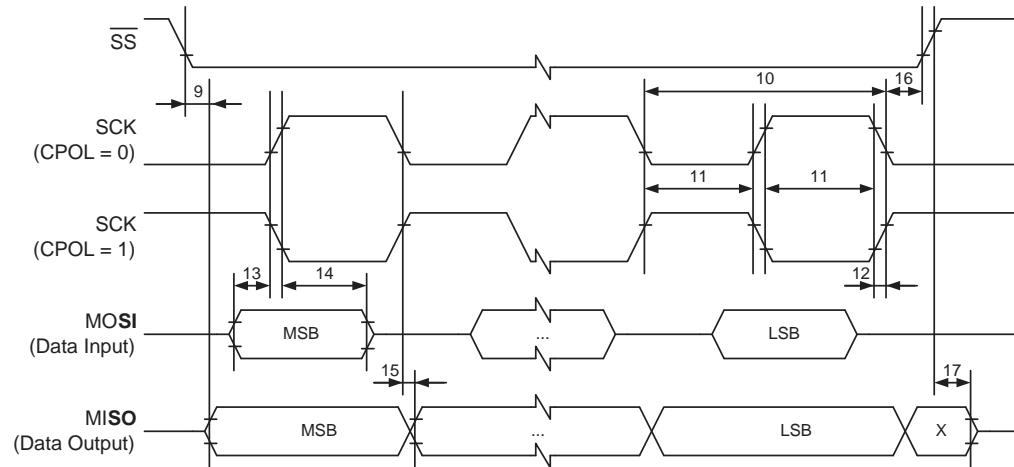 SS
10
16
9
SCK
(CPOL = 0)
11
11
SCK
(CPOL = 1)
13
14
12
MOSI
(Data Input)
MSB
...
LSB
15
17
MISO
(Data Output)
MSB
...
LSB
X